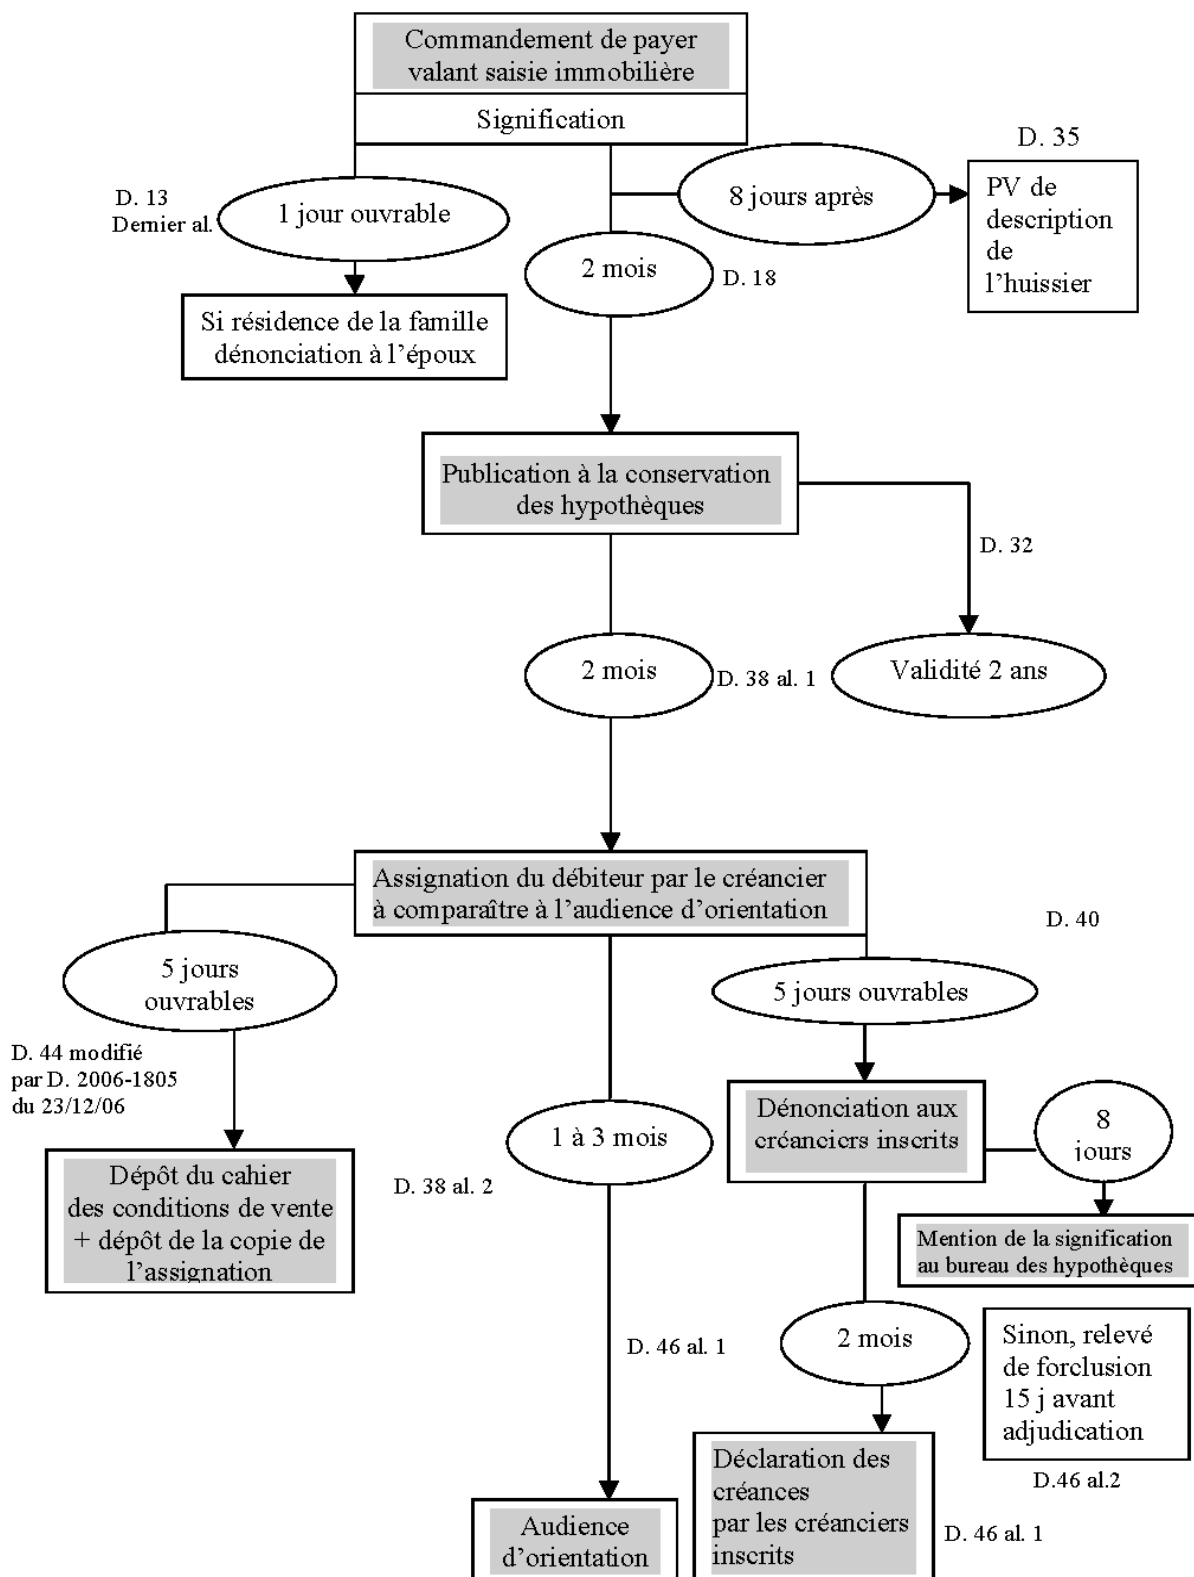 Commandement de payer
valant saisie immobilière
Signification
D. 35
D. 13
Dernier al.
1 jour ouvrable
8 jours après
PV de
description
de
l’huissier
2 mois
D. 18
Si résidence de la famille
dénonciation à l’époux
Publication à la conservation
des hypothèques
D. 32
2 mois
D. 38 al. 1
Validité 2 ans
Assignation du débiteur par le créancier
à comparaître à l’audience d’orientation
D. 40
5 jours
ouvrables
5 jours ouvrables
D. 44 modifié
par D. 2006-1805
du 23/12/06
Dénonciation aux
créanciers inscrits
8
jours
1 à 3 mois
Dépôt du cahier
des conditions de vente
+ dépôt de la copie de
l’assignation
D. 38 al. 2
Mention de la signification
au bureau des hypothèques
2 mois
D. 46 al. 1
Sinon, relevé
de forclusion
15 j avant
adjudication
D.46 al.2
Déclaration des
créances
par les créanciers
inscrits
D. 46 al. 1
Audience
d’orientation